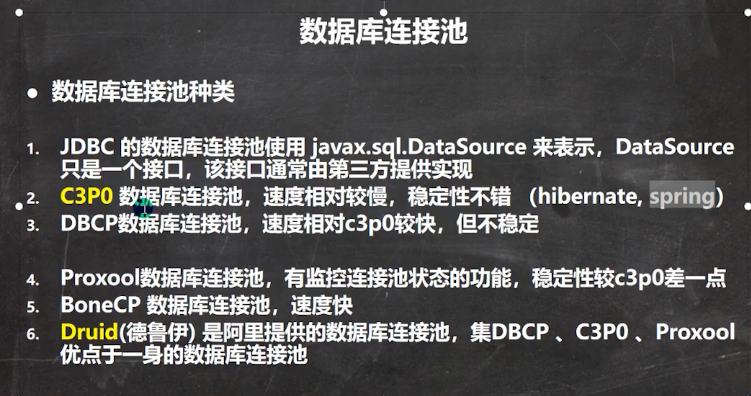 数据库连接池
● 数据库连接池种类
1. JDBC 的数据库连接池使用 javax.sql.DataSource 来表示，DataSource
只是一个接口，该接口通常由第三方提供实现
2. C3P0 数据库连接池，速度相对较慢，稳定性不错 （hibernate, spring）
3. DBCP数据库连接池，速度相对c3p0较快，但不稳定
4. Proxool数据库连接池，有监控连接池状态的功能，稳定性较c3p0差一点
5. BoneCP 数据库连接池，速度快
6. Druid(德鲁伊) 是阿里提供的数据库连接池，集DBCP 、C3P0 、Proxool
优点于一身的数据库连接池